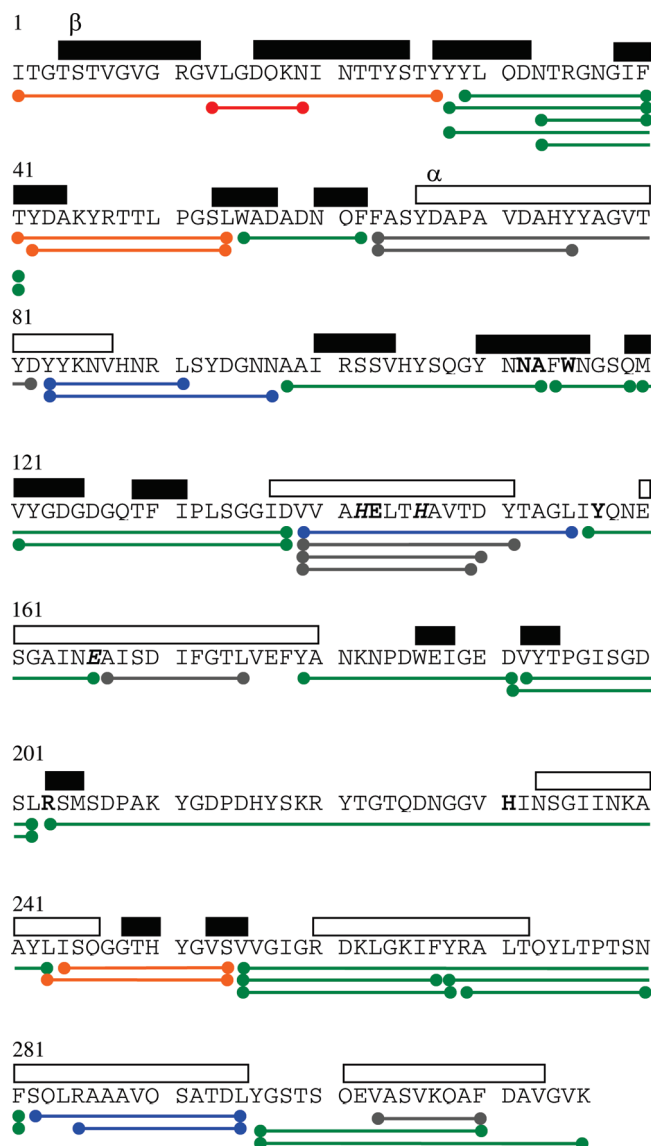 1 β
ITGTSTVGVG RGVLGDQKNI NTTYSTYYYL QDNTRGNGIF
41 α
TYDAKYRTTL PGSLWADADN QFFASYDAPA VDAHYYAGVT
81
YDYYKNVHNR LSYDGNNAAI RSSVHYSQGY NNAFWNGSQM
121
VYGDGDGQTF IPLSGGIDVV AHELTHAVTD YTAGLIYQNE
161
SGAINEAISD IFGTLVEFYA NKNPDWEIGE DVYTPGISGD
201
SLRSMSDPAK YGDPDHYSKR YTGTQDNGGV HINSGIINKA
241
AYLISQGGTH YGVSVVGIGR DKLGKIFYRA LTQYLTPTSN
281
FSQLRAAAVQ SATDLYGSTS QEVASVKQAF DAVGVK